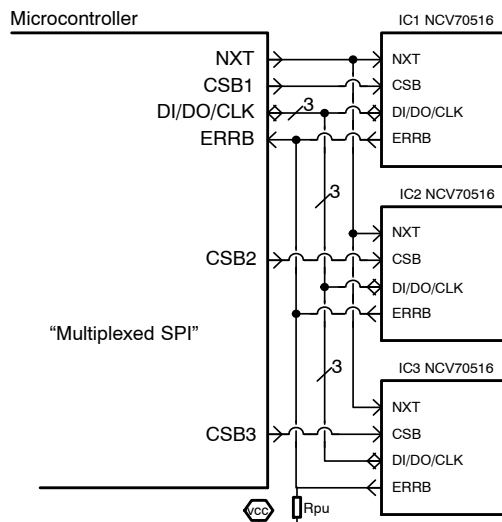 Microcontroller
IC1 NCV70516
NXT
NXT
CSB1
CSB
DI/DO/CLK
3
DI/DO/CLK
ERRB
ERRB
3
IC2 NCV70516
NXT
CSB2
CSB
DI/DO/CLK
ERRB
“Multiplexed SPI”
3
IC3 NCV70516
NXT
CSB3
CSB
DI/DO/CLK
ERRB
VCC
Rpu